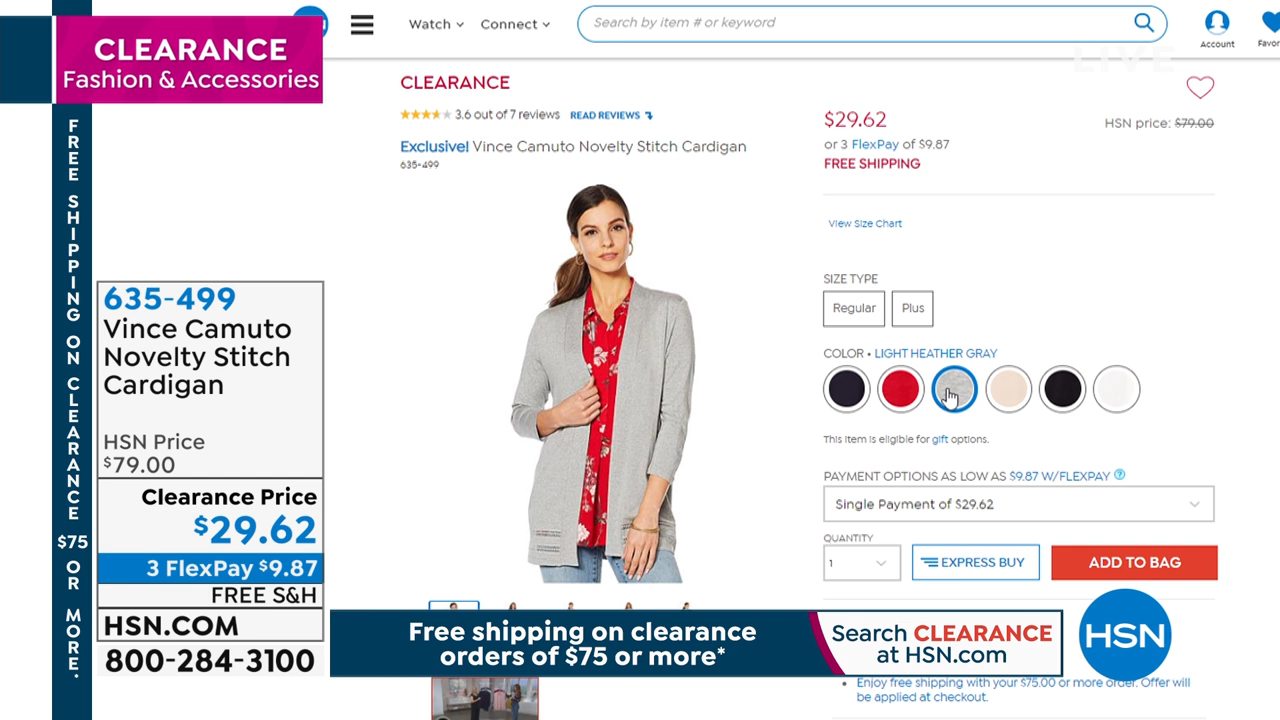 CLEARANCE
Fashion & Accessories
FREE SHIPPING ON CLEARANCE $75 OR MORE.
635-499
Vince Camuto
Novelty Stitch
Cardigan
HSN Price
$79.00
Clearance Price
$29.62
3 FlexPay $9.87
FREE S&H
HSN.COM
800-284-3100
Watch
Connect
Search by item # or keyword
Account
LIVE
CLEARANCE
3.6 out of 7 reviews READ REVIEWS
Exclusive! Vince Camuto Novelty Stitch Cardigan
635-499
$29.62
HSN price: $79.00
or 3 FlexPay of $9.87
FREE SHIPPING
View Size Chart
SIZE TYPE
Regular
Plus
COLOR • LIGHT HEATHER GRAY
This item is eligible for gift options.
PAYMENT OPTIONS AS LOW AS $9.87 W/FLEXPAY ?
Single Payment of $29.62
QUANTITY
1
EXPRESS BUY
ADD TO BAG
Free shipping on clearance
orders of $75 or more*
Search CLEARANCE
at HSN.com
HSN
• Enjoy free shipping with your $75.00 or more order. Offer will
be applied at checkout.